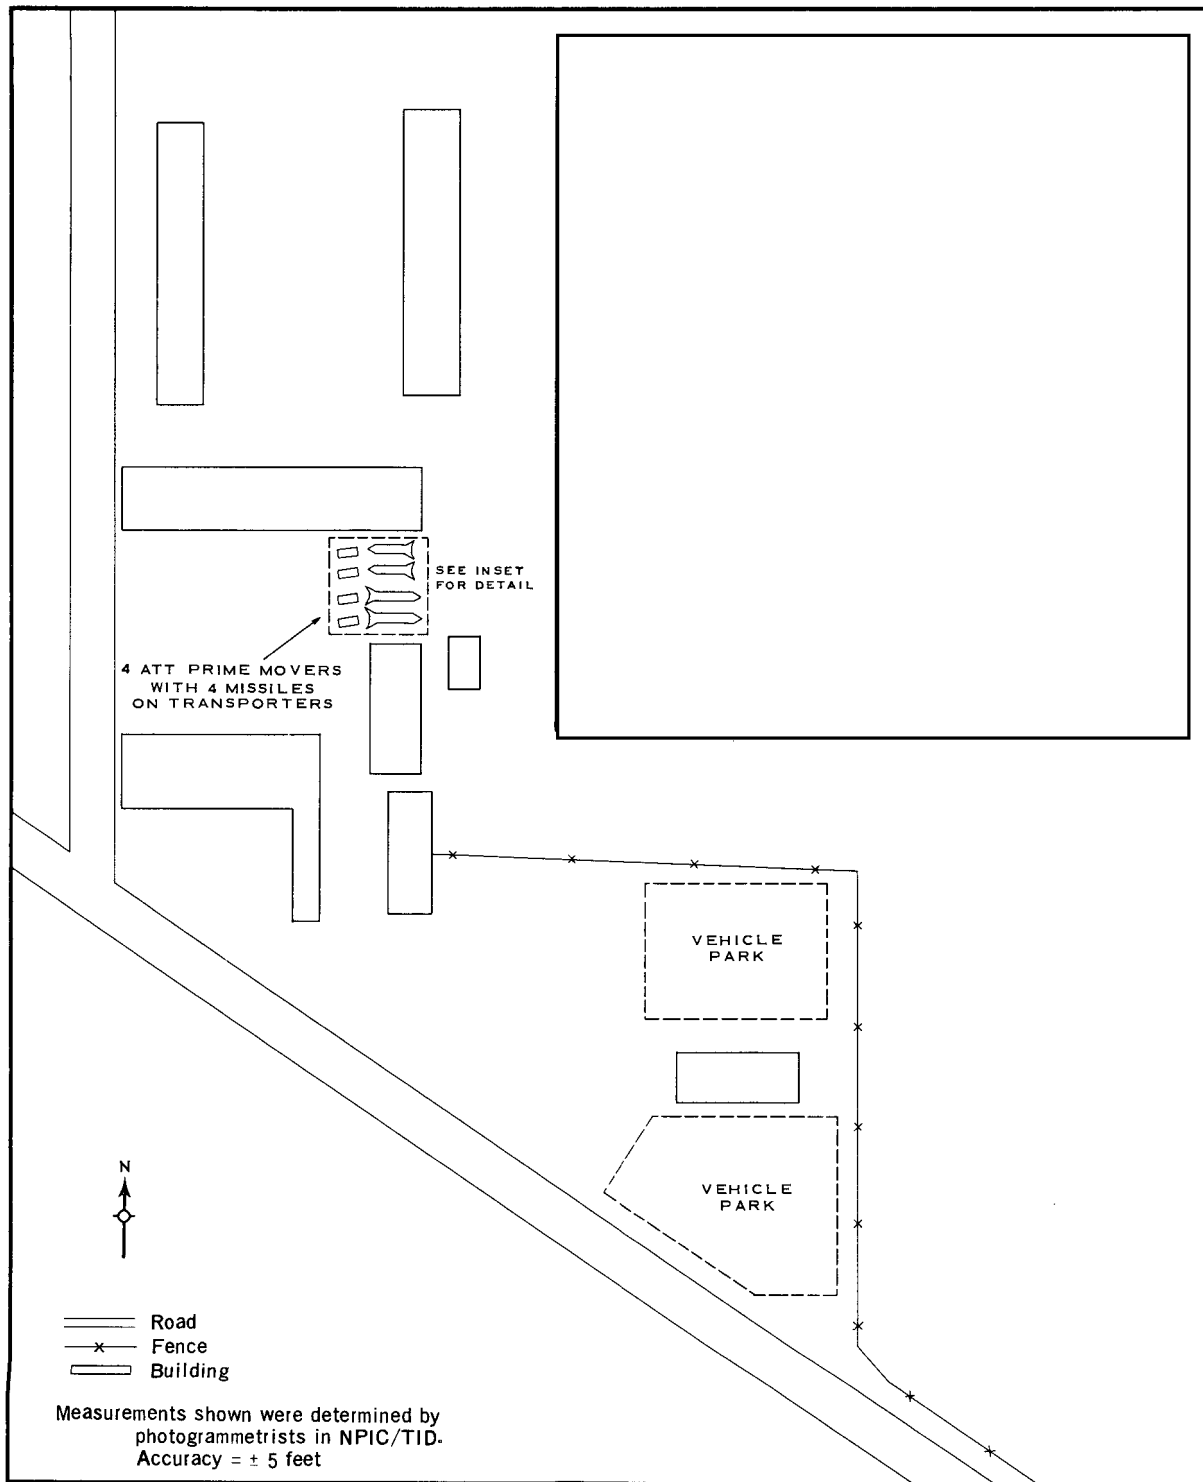 SEE INSET
FOR DETAIL
4 ATT PRIME MOVERS
WITH 4 MISSILES
ON TRANSPORTERS
VEHICLE
PARK
VEHICLE
PARK
N
Road
Fence
Building
Measurements shown were determined by
photogrammetrists in NPIC/TID.
Accuracy = ± 5 feet